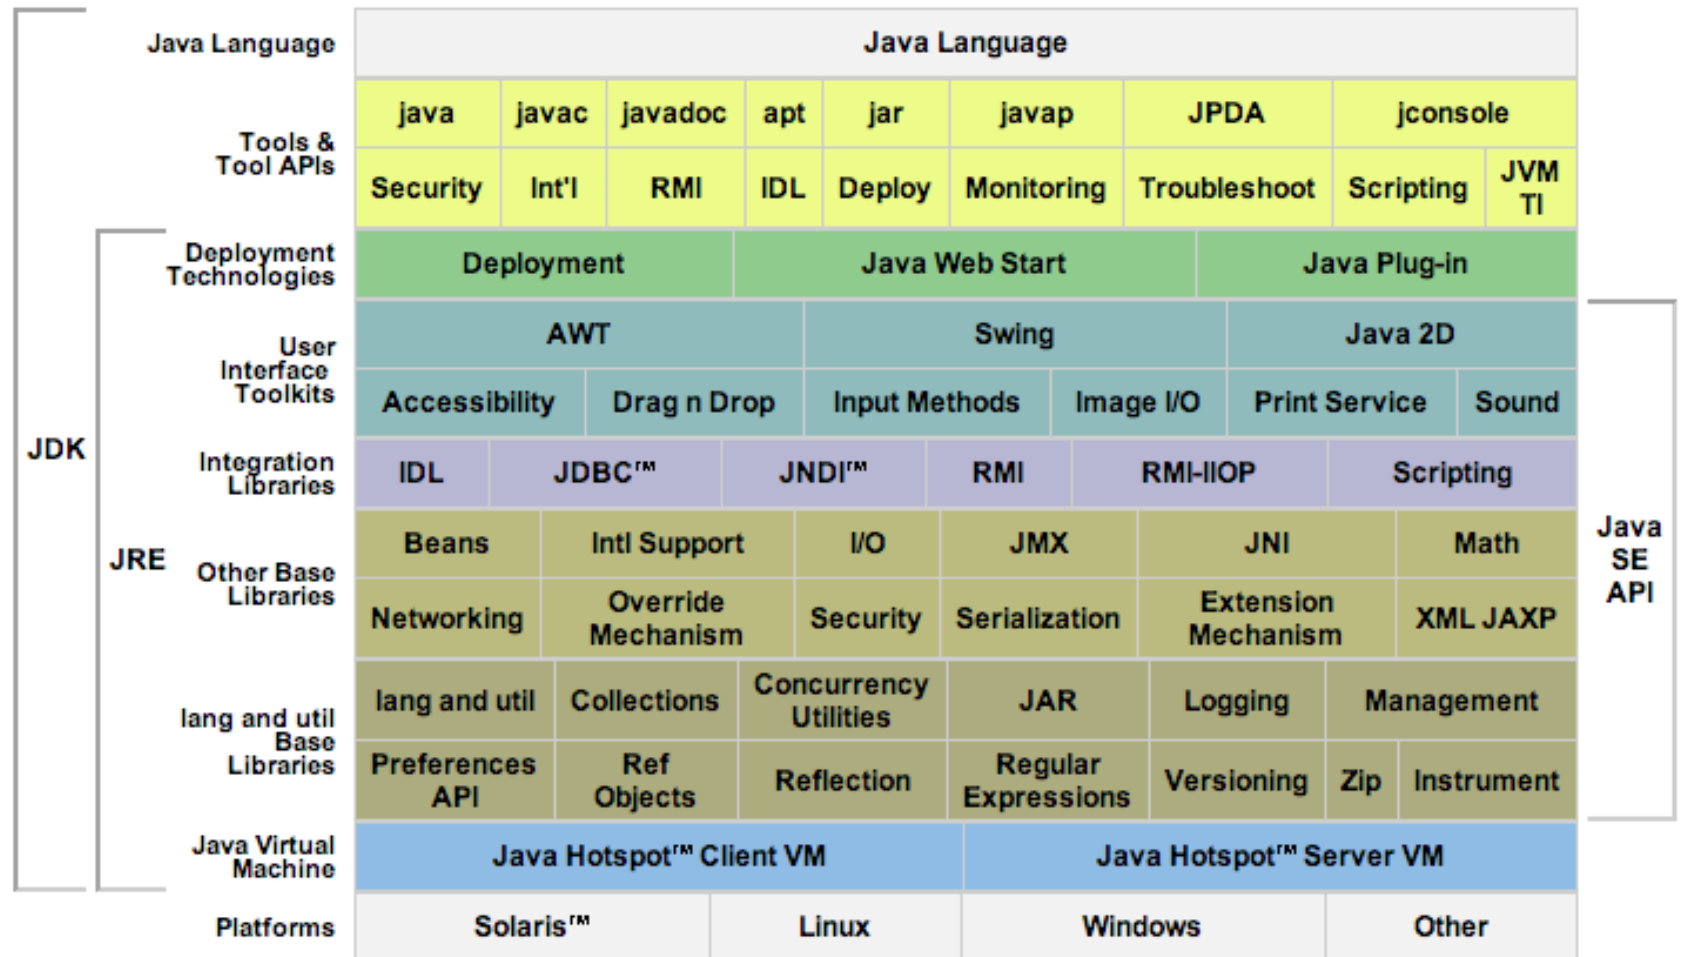 Java Language
Java Language
Tools &
Tool APIs
java javac javadoc apt jar javap JPDA jconsole
Security Int'l RMI IDL Deploy Monitoring Troubleshoot Scripting JVM
TI
Deployment
Technologies
Deployment Java Web Start Java Plug-in
User
Interface
Toolkits
AWT Swing Java 2D
Accessibility Drag n Drop Input Methods Image I/O Print Service Sound
JDK
Integration
Libraries
IDL JDBC™ JNDI™ RMI RMI-IIOP Scripting
JRE
Other Base
Libraries
Beans Intl Support I/O JMX JNI Math
Networking Override
Mechanism Security Serialization Extension
Mechanism XML JAXP
Java
SE
API
lang and util
Base
Libraries
lang and util Collections Concurrency
Utilities JAR Logging Management
Preferences
API Ref
Objects Reflection Regular
Expressions Versioning Zip Instrument
Java Virtual
Machine
Java Hotspot™ Client VM Java Hotspot™ Server VM
Platforms
Solaris™ Linux Windows Other